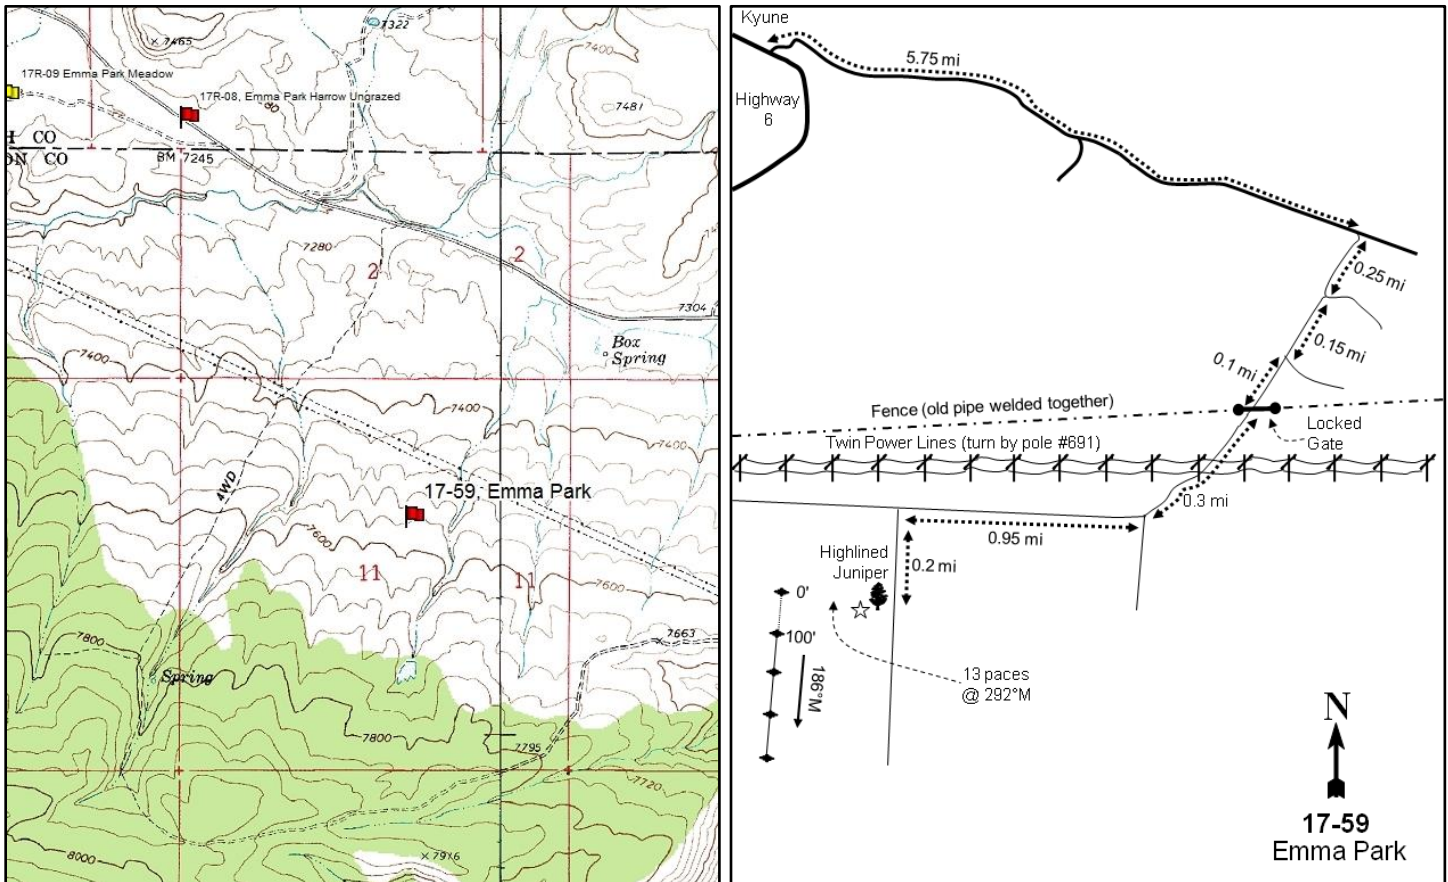 7322
7465
7400
17R-09 Emma Park Meadow
17R-08, Emma Park Harrow Ungrazed
7481
H CO
ON CO
BM 7245
7280
2
2
7304
Box
Spring
7400
7400
7400
4WD
17-59, Emma Park
7600
11
11
7600
7800
7663
Spring
7800
7795
7720
8000
7916
Kyune
5.75 mi
Highway
6
0.25 mi
0.15 mi
0.1 mi
Fence (old pipe welded together)
Locked
Gate
Twin Power Lines (turn by pole #691)
0.3 mi
0.95 mi
Highlined
Juniper
0.2 mi
0'
100'
186°M
13 paces
@ 292°M
N
17-59
Emma Park